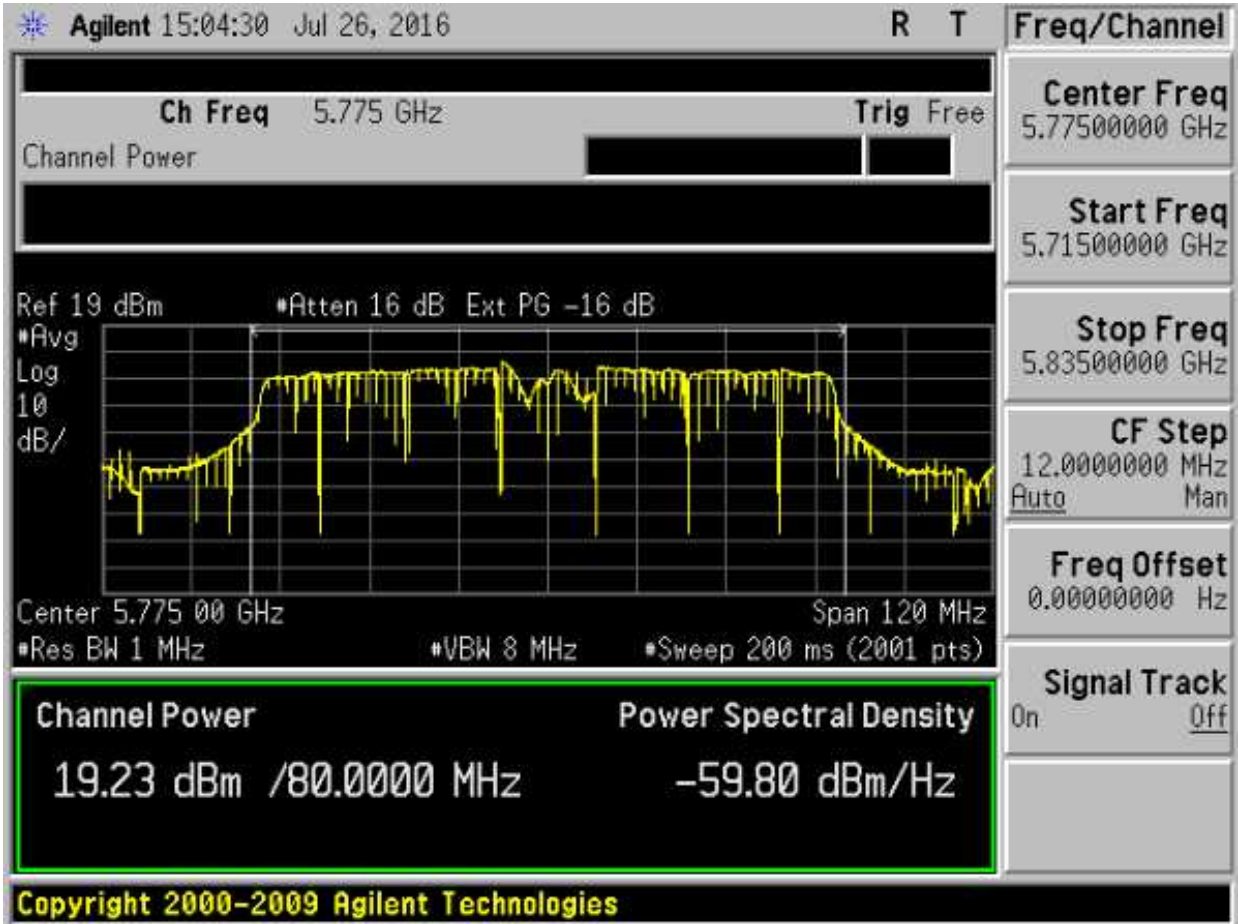 Agilent 15:04:30 Jul 26, 2016 R T Freq/Channel
Ch Freq 5.775 GHz Trig Free
Channel Power
Center Freq
5.77500000 GHz
Start Freq
5.71500000 GHz
Stop Freq
5.83500000 GHz
CF Step
12.0000000 MHz
Auto Man
Freq Offset
0.00000000 Hz
Signal Track
On Off
Ref 19 dBm #Atten 16 dB Ext PG -16 dB
#Avg
Log
10
dB/
Center 5.775 00 GHz Span 120 MHz
#Res BW 1 MHz #VBW 8 MHz #Sweep 200 ms (2001 pts)
Channel Power Power Spectral Density
19.23 dBm /80.0000 MHz -59.80 dBm/Hz
Copyright 2000-2009 Agilent Technologies